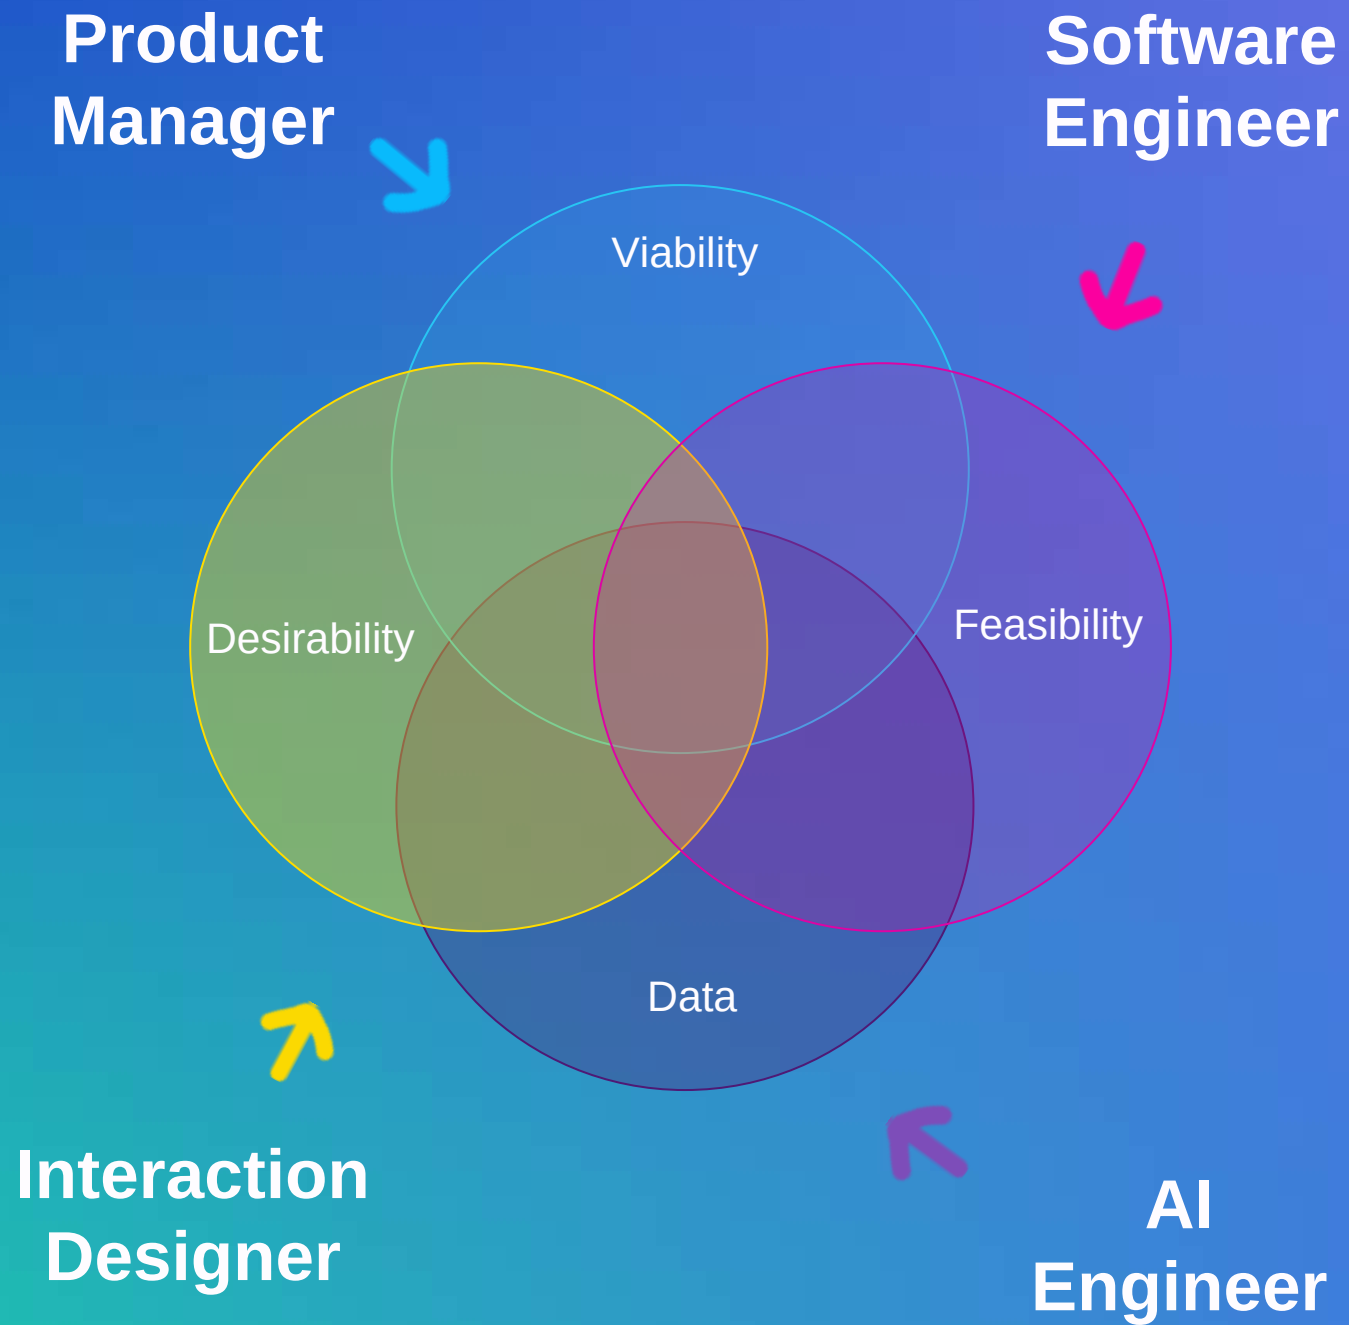 Product
Manager
Software
Engineer
Viability
Desirability
Feasibility
Data
Interaction
Designer
AI
Engineer